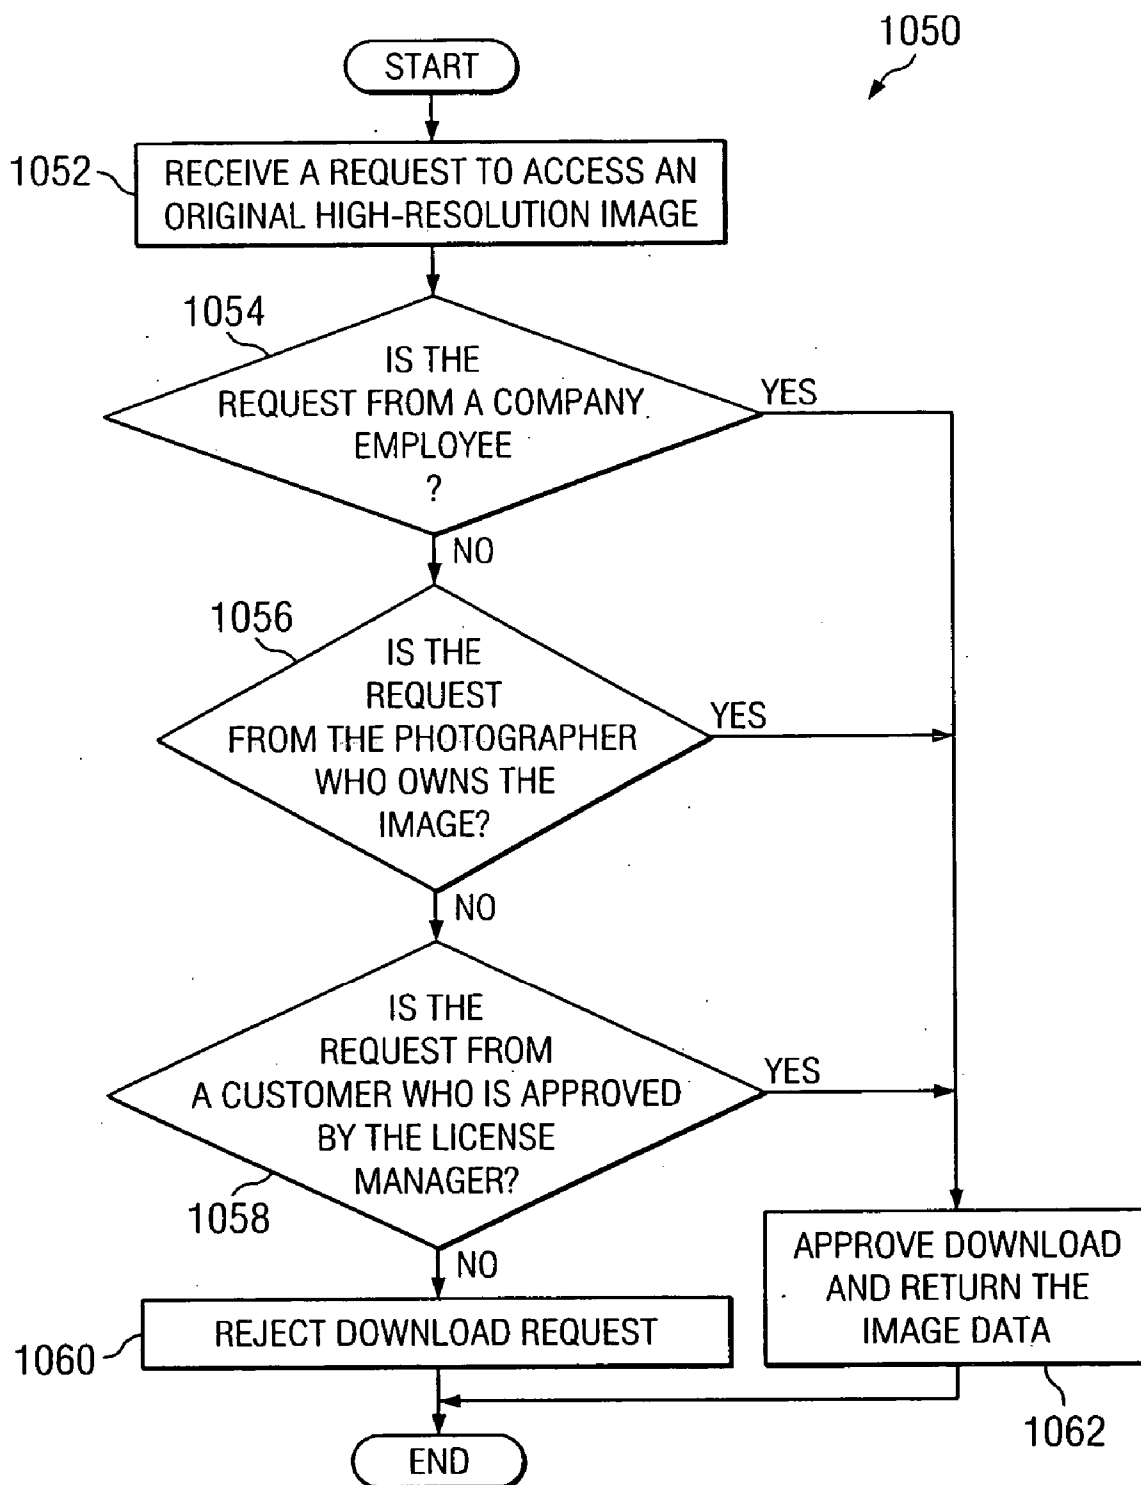 1050
START
1052
RECEIVE A REQUEST TO ACCESS AN
ORIGINAL HIGH-RESOLUTION IMAGE
1054
IS THE
REQUEST FROM A COMPANY
EMPLOYEE
?
YES
NO
1056
IS THE
REQUEST
FROM THE PHOTOGRAPHER
WHO OWNS THE
IMAGE?
YES
NO
IS THE
REQUEST FROM
A CUSTOMER WHO IS APPROVED
BY THE LICENSE
MANAGER?
YES
1058
NO
APPROVE DOWNLOAD
AND RETURN THE
IMAGE DATA
REJECT DOWNLOAD REQUEST
1060
1062
END